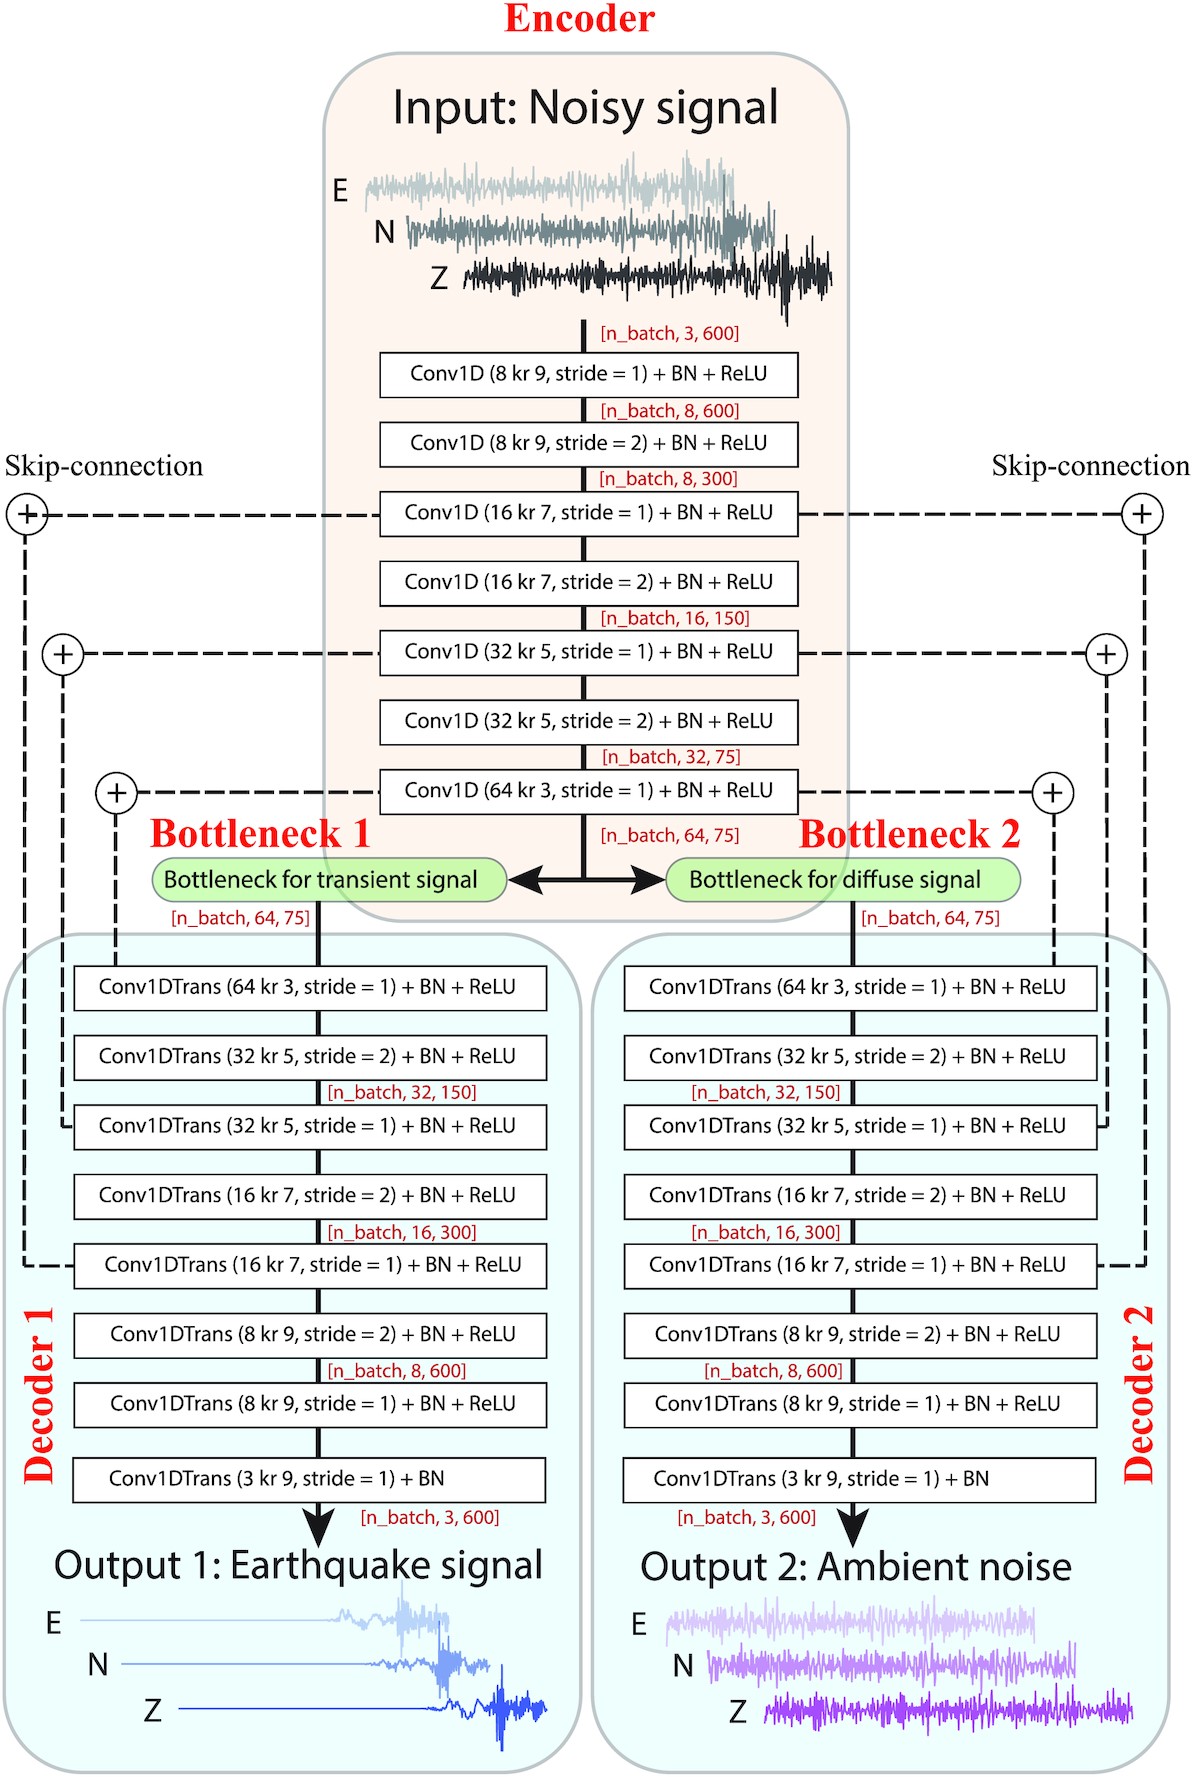 Encoder
Input: Noisy signal
E
N
Z
[n_batch, 3, 600]
Conv1D (8 kr 9, stride = 1) + BN + ReLU
[n_batch, 8, 600]
Conv1D (8 kr 9, stride = 2) + BN + ReLU
Skip-connection
Skip-connection
[n_batch, 8, 300]
+
Conv1D (16 kr 7, stride = 1) + BN + ReLU
+
Conv1D (16 kr 7, stride = 2) + BN + ReLU
[n_batch, 16, 150]
+
Conv1D (32 kr 5, stride = 1) + BN + ReLU
+
Conv1D (32 kr 5, stride = 2) + BN + ReLU
[n_batch, 32, 75]
+
Conv1D (64 kr 3, stride = 1) + BN + ReLU
+
[n_batch, 64, 75]
Bottleneck 1
Bottleneck 2
Bottleneck for transient signal
Bottleneck for diffuse signal
[n_batch, 64, 75]
[n_batch, 64, 75]
Conv1DTrans (64 kr 3, stride = 1) + BN + ReLU
Conv1DTrans (32 kr 5, stride = 2) + BN + ReLU
[n_batch, 32, 150]
Conv1DTrans (32 kr 5, stride = 1) + BN + ReLU
Conv1DTrans (16 kr 7, stride = 2) + BN + ReLU
[n_batch, 16, 300]
Conv1DTrans (16 kr 7, stride = 1) + BN + ReLU
Conv1DTrans (8 kr 9, stride = 2) + BN + ReLU
[n_batch, 8, 600]
Conv1DTrans (8 kr 9, stride = 1) + BN + ReLU
Conv1DTrans (3 kr 9, stride = 1) + BN
[n_batch, 3, 600]
Decoder 1
Output 1: Earthquake signal
E
N
Z
Conv1DTrans (64 kr 3, stride = 1) + BN + ReLU
Conv1DTrans (32 kr 5, stride = 2) + BN + ReLU
[n_batch, 32, 150]
Conv1DTrans (32 kr 5, stride = 1) + BN + ReLU
Conv1DTrans (16 kr 7, stride = 2) + BN + ReLU
[n_batch, 16, 300]
Conv1DTrans (16 kr 7, stride = 1) + BN + ReLU
Conv1DTrans (8 kr 9, stride = 2) + BN + ReLU
[n_batch, 8, 600]
Conv1DTrans (8 kr 9, stride = 1) + BN + ReLU
Conv1DTrans (3 kr 9, stride = 1) + BN
[n_batch, 3, 600]
Decoder 2
Output 2: Ambient noise
E
N
Z